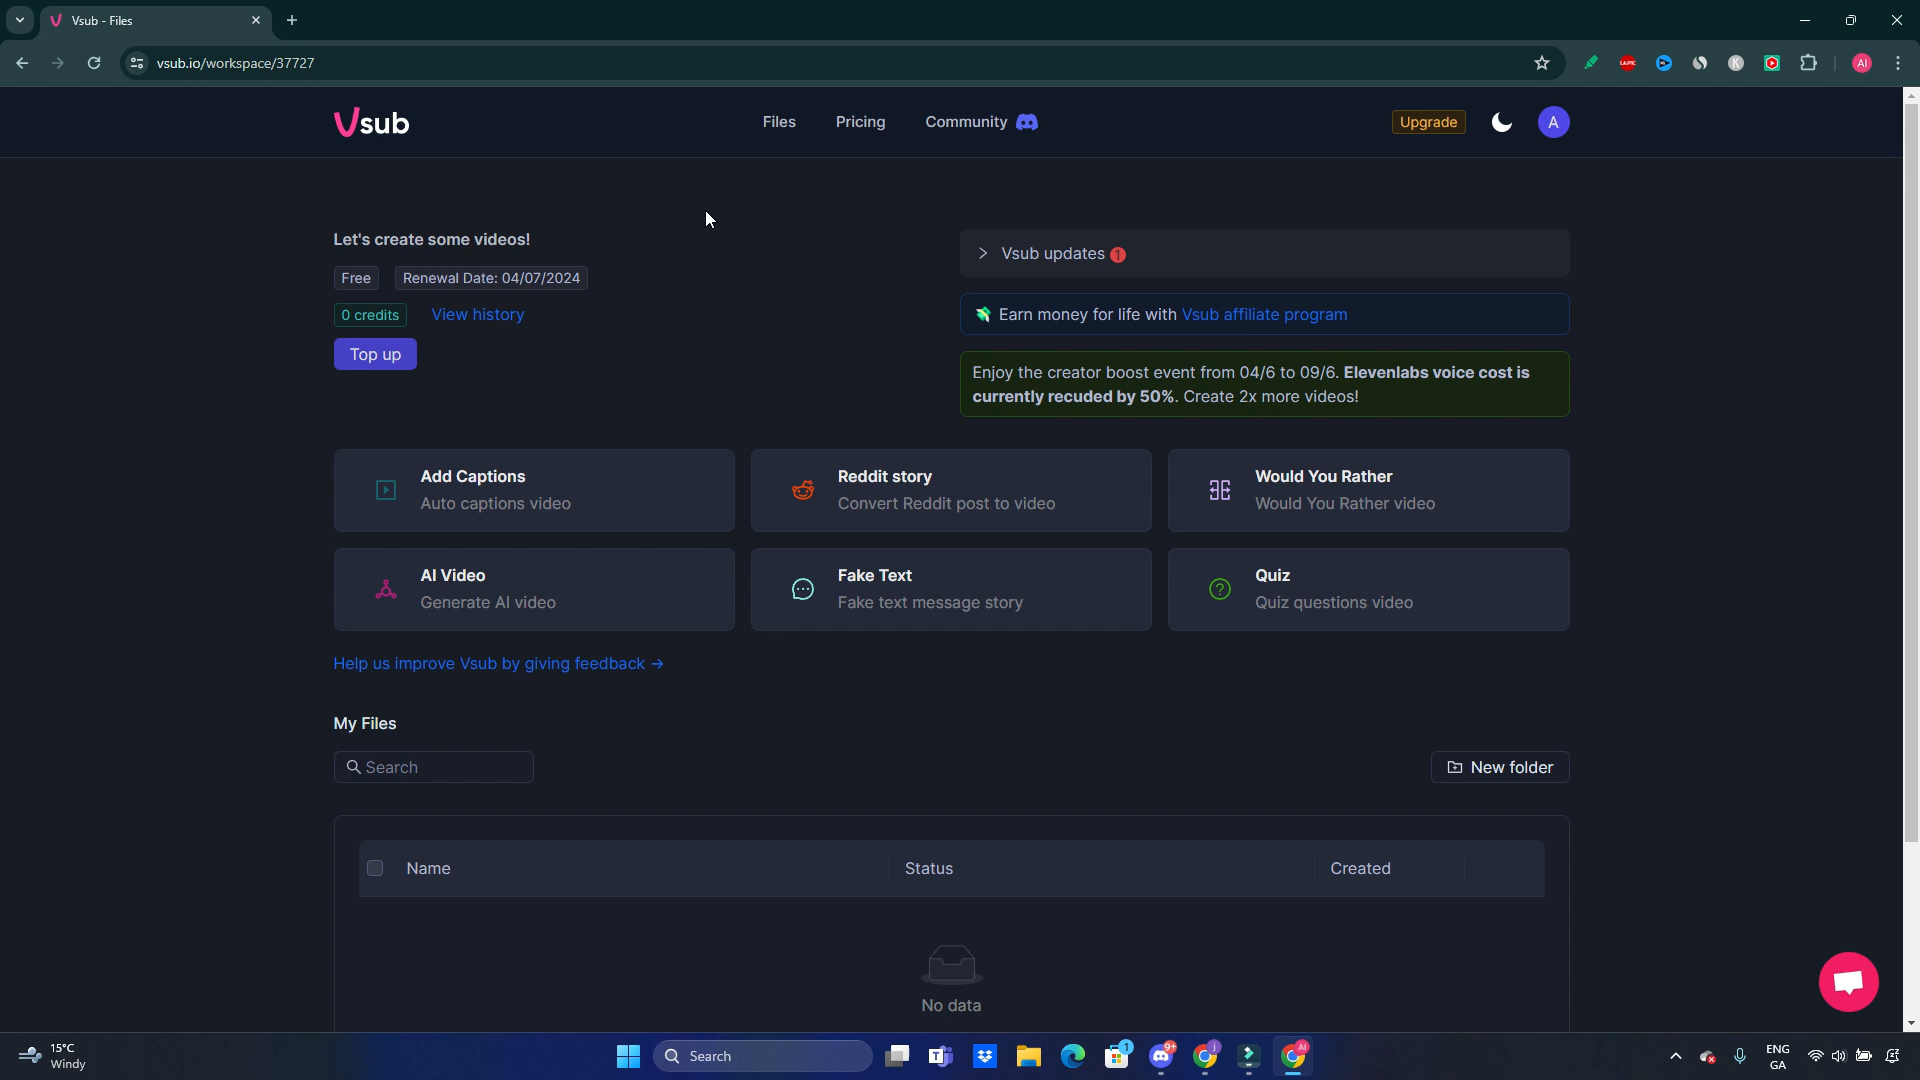 Vsub - Files
vsub.io/workspace/37727
AI
Vsub
Files
Pricing
Community
Upgrade
A
Let's create some videos!
Free
Renewal Date: 04/07/2024
0 credits
View history
Top up
Vsub updates 1
Earn money for life with Vsub affiliate program
Enjoy the creator boost event from 04/6 to 09/6. Elevenlabs voice cost is
currently recuded by 50%. Create 2x more videos!
Add Captions
Auto captions video
Reddit story
Convert Reddit post to video
Would You Rather
Would You Rather video
AI Video
Generate AI video
Fake Text
Fake text message story
Quiz
Quiz questions video
Help us improve Vsub by giving feedback →
My Files
Search
New folder
Name
Status
Created
No data
15°C
Windy
Search
1
9+
j
AI
ENG
GA